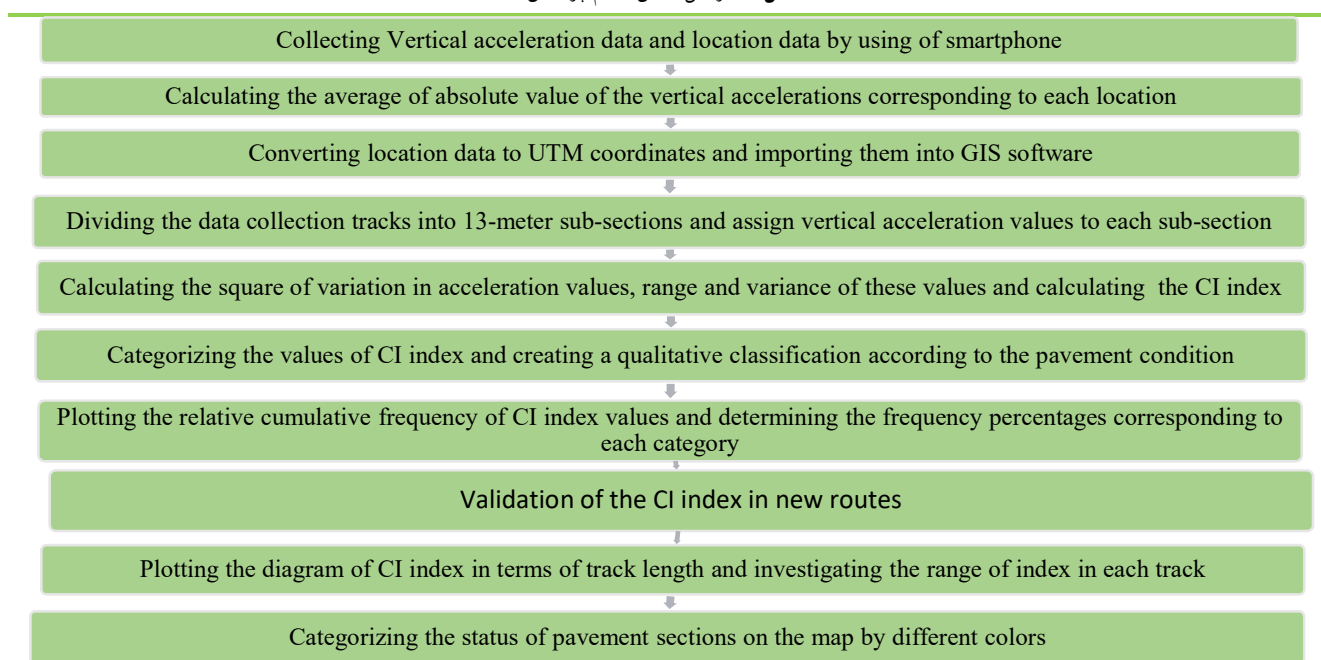 Collecting Vertical acceleration data and location data by using of smartphone
Calculating the average of absolute value of the vertical accelerations corresponding to each location
Converting location data to UTM coordinates and importing them into GIS software
Dividing the data collection tracks into 13-meter sub-sections and assign vertical acceleration values to each sub-section
Calculating the square of variation in acceleration values, range and variance of these values and calculating the CI index
Categorizing the values of CI index and creating a qualitative classification according to the pavement condition
Plotting the relative cumulative frequency of CI index values and determining the frequency percentages corresponding to
each category
Validation of the CI index in new routes
Plotting the diagram of CI index in terms of track length and investigating the range of index in each track
Categorizing the status of pavement sections on the map by different colors